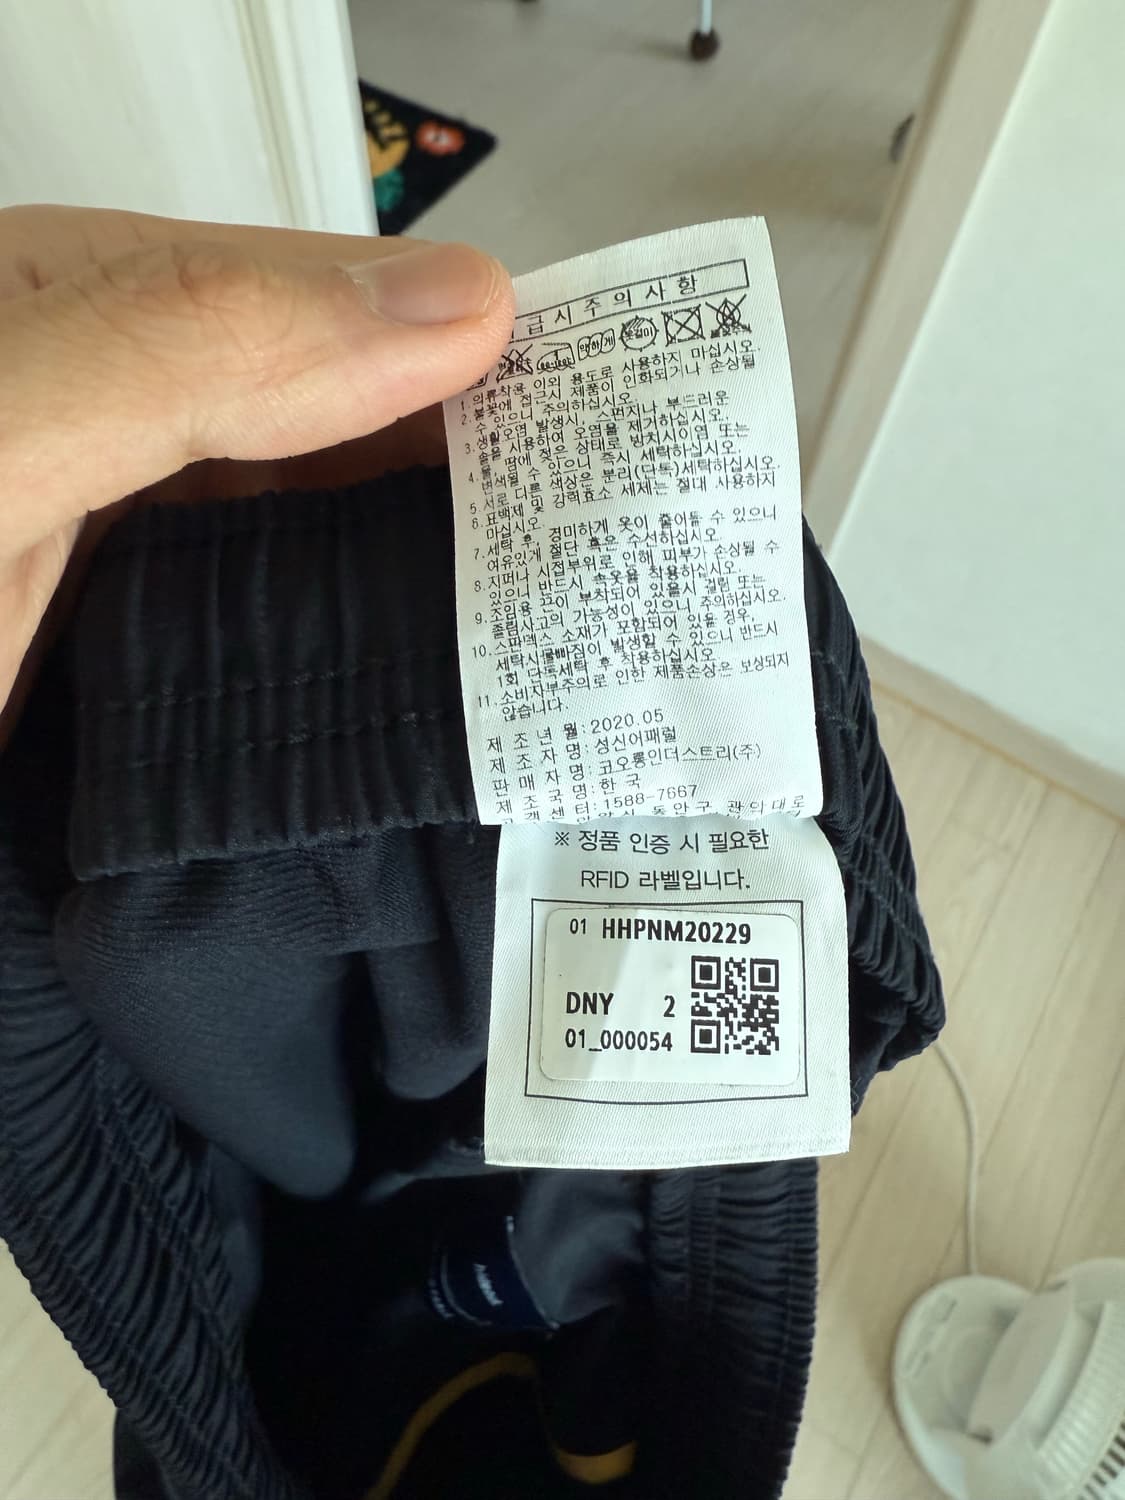 급시주의사항
약하게
1. 의류착용 이외 용도로 사용하지 마십시오.
2. 불꽃에 접근시 제품이 인화되거나 손상될
수 있으니 주의하십시오.
3. 생활오염 발생시, 스펀지나 부드러운
솔을 사용하여 오염을 제거하십시오.
4. 물, 땀에 젖은 상태로 방치시이염 또는
변색될 수 있으니 즉시 세탁하십시오.
5. 서로 다른 색상은 분리(단독)세탁하십시오.
6. 표백제 및 강력효소 세제는 절대 사용하지
마십시오.
7. 세탁 후, 경미하게 옷이 줄어들 수 있으니
여유있게 절단 혹은 수선하십시오.
8. 지퍼나 시접부위로 인해 피부가 손상될 수
있으니 반드시 속옷을 착용하십시오.
9. 조임용 끈이 부착되어 있을시 걸림 또는
졸림사고의 가능성이 있으니 주의하십시오.
10. 스판덱스 소재가 포함되어 있을 경우,
세탁시물빠짐이 발생할 수 있으니 반드시
1회 단독세탁 후 착용하십시오.
11. 소비자부주의로 인한 제품손상은 보상되지
않습니다.
제조년월:2020.05
제조자명:성신어패럴
판매자명:코오롱인더스트리(주)
제조국명:한국
고객센터:1588-7667
※ 정품 인증 시 필요한
RFID 라벨입니다.
01 HHPNM20229
DNY 2
01_000054